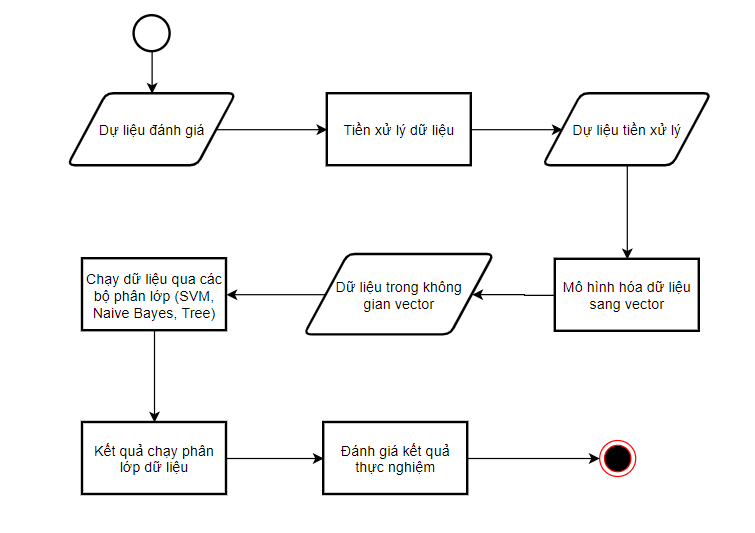 Dự liệu đánh giá
Tiền xử lý dữ liệu
Dự liệu tiền xử lý
Mô hình hóa dữ liệu
sang vector
Dữ liệu trong không
gian vector
Chạy dữ liệu qua các
bộ phân lớp (SVM,
Naive Bayes, Tree)
Kết quả chạy phân
lớp dữ liệu
Đánh giá kết quả
thực nghiệm